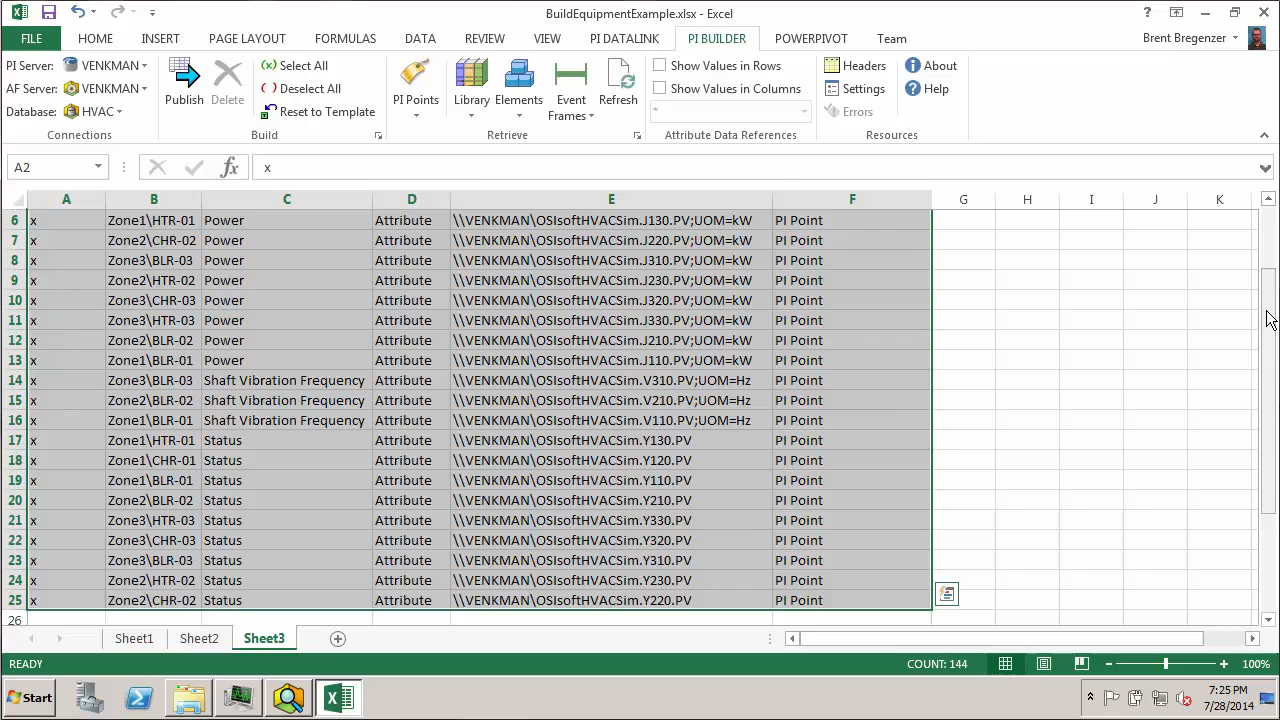 BuildEquipmentExample.xlsx - Excel
FILE HOME INSERT PAGE LAYOUT FORMULAS DATA REVIEW VIEW PI DATALINK PI BUILDER POWERPIVOT Team Brent Bregenzer
PI Server: VENKMAN
AF Server: VENKMAN
Database: HVAC
Connections
Publish
Delete
Select All
Deselect All
Reset to Template
Build
PI Points
Library
Elements
Event Frames
Refresh
Retrieve
Show Values in Rows
Show Values in Columns
*
Attribute Data References
Headers
Settings
Errors
About
Help
Resources
A2 fx x
A B C D E F G H I J K
6 x Zone1\HTR-01 Power Attribute \\VENKMAN\OSIsoftHVACSim.J130.PV;UOM=kW PI Point
7 x Zone2\CHR-02 Power Attribute \\VENKMAN\OSIsoftHVACSim.J220.PV;UOM=kW PI Point
8 x Zone3\BLR-03 Power Attribute \\VENKMAN\OSIsoftHVACSim.J310.PV;UOM=kW PI Point
9 x Zone2\HTR-02 Power Attribute \\VENKMAN\OSIsoftHVACSim.J230.PV;UOM=kW PI Point
10 x Zone3\CHR-03 Power Attribute \\VENKMAN\OSIsoftHVACSim.J320.PV;UOM=kW PI Point
11 x Zone3\HTR-03 Power Attribute \\VENKMAN\OSIsoftHVACSim.J330.PV;UOM=kW PI Point
12 x Zone2\BLR-02 Power Attribute \\VENKMAN\OSIsoftHVACSim.J210.PV;UOM=kW PI Point
13 x Zone1\BLR-01 Power Attribute \\VENKMAN\OSIsoftHVACSim.J110.PV;UOM=kW PI Point
14 x Zone3\BLR-03 Shaft Vibration Frequency Attribute \\VENKMAN\OSIsoftHVACSim.V310.PV;UOM=Hz PI Point
15 x Zone2\BLR-02 Shaft Vibration Frequency Attribute \\VENKMAN\OSIsoftHVACSim.V210.PV;UOM=Hz PI Point
16 x Zone1\BLR-01 Shaft Vibration Frequency Attribute \\VENKMAN\OSIsoftHVACSim.V110.PV;UOM=Hz PI Point
17 x Zone1\HTR-01 Status Attribute \\VENKMAN\OSIsoftHVACSim.Y130.PV PI Point
18 x Zone1\CHR-01 Status Attribute \\VENKMAN\OSIsoftHVACSim.Y120.PV PI Point
19 x Zone1\BLR-01 Status Attribute \\VENKMAN\OSIsoftHVACSim.Y110.PV PI Point
20 x Zone2\BLR-02 Status Attribute \\VENKMAN\OSIsoftHVACSim.Y210.PV PI Point
21 x Zone3\HTR-03 Status Attribute \\VENKMAN\OSIsoftHVACSim.Y330.PV PI Point
22 x Zone3\CHR-03 Status Attribute \\VENKMAN\OSIsoftHVACSim.Y320.PV PI Point
23 x Zone3\BLR-03 Status Attribute \\VENKMAN\OSIsoftHVACSim.Y310.PV PI Point
24 x Zone2\HTR-02 Status Attribute \\VENKMAN\OSIsoftHVACSim.Y230.PV PI Point
25 x Zone2\CHR-02 Status Attribute \\VENKMAN\OSIsoftHVACSim.Y220.PV PI Point
26
Sheet1 Sheet2 Sheet3
READY COUNT: 144 100%
Start 7:25 PM
7/28/2014